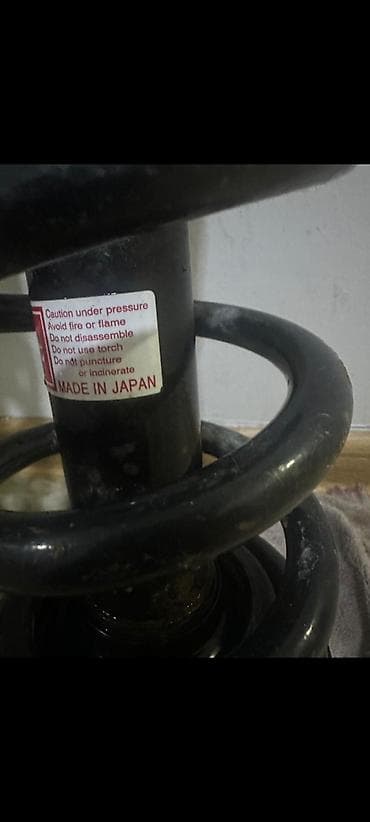 Caution under pressure
Avoid fire or flame
Do not disassemble
Do not use torch
Do not puncture
or incinerate
MADE IN JAPAN